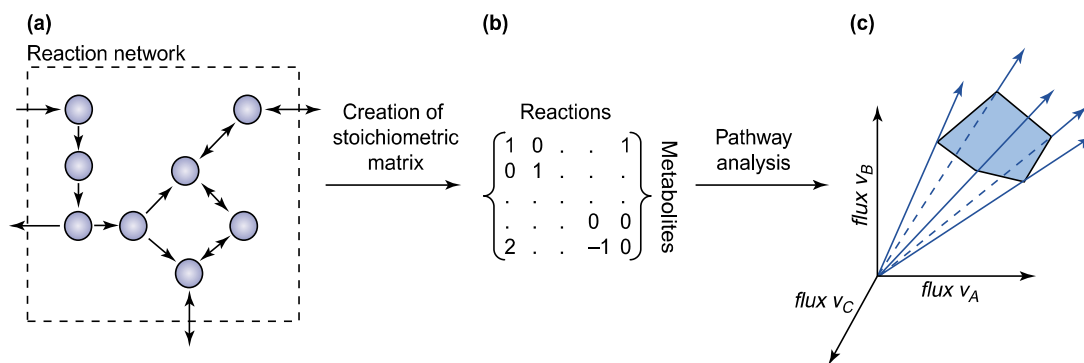 (a)
Reaction network
Creation of
stoichiometric
matrix
(b)
Reactions
1 0 . . 1
0 1 . . .
. . . . .
. . . 0 0
2 . . –1 0
Metabolites
Pathway
analysis
(c)
flux vB
flux vA
flux vC